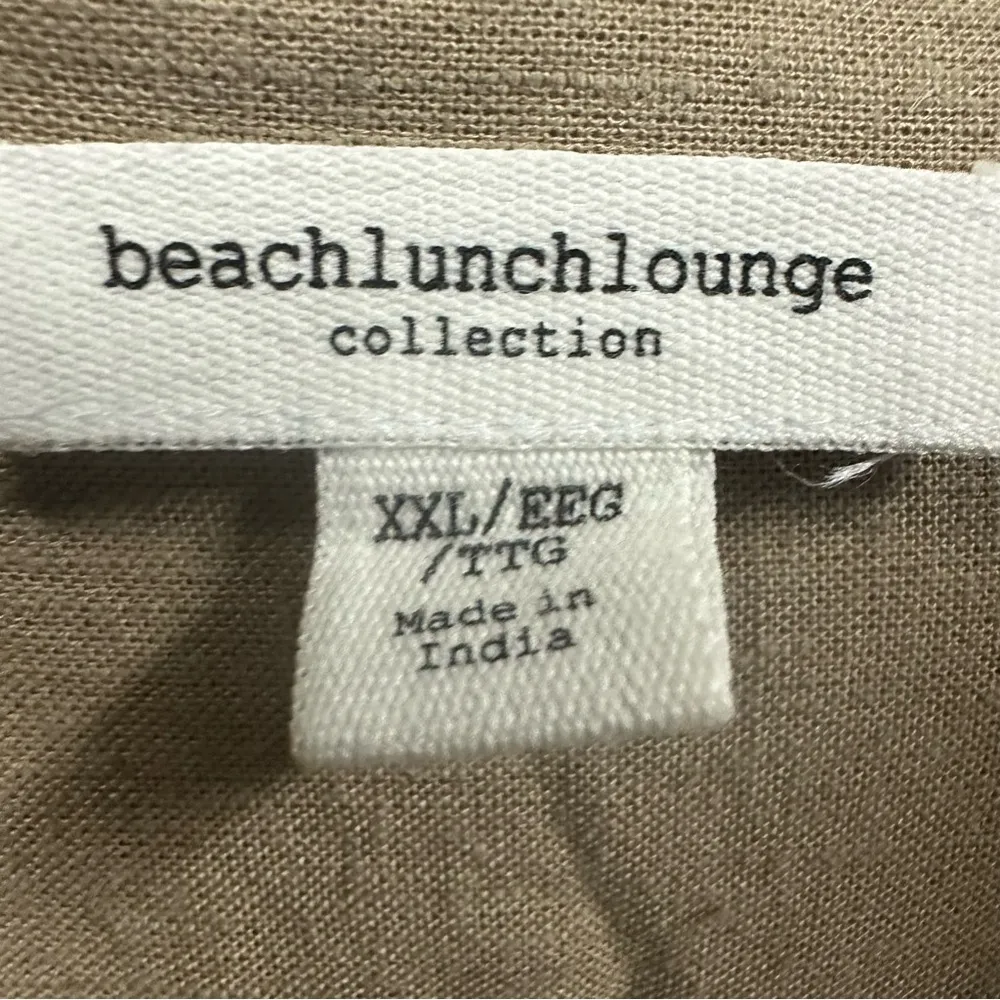 beachlunchlounge
collection
XXL/EEG
/TTG
Made in
India